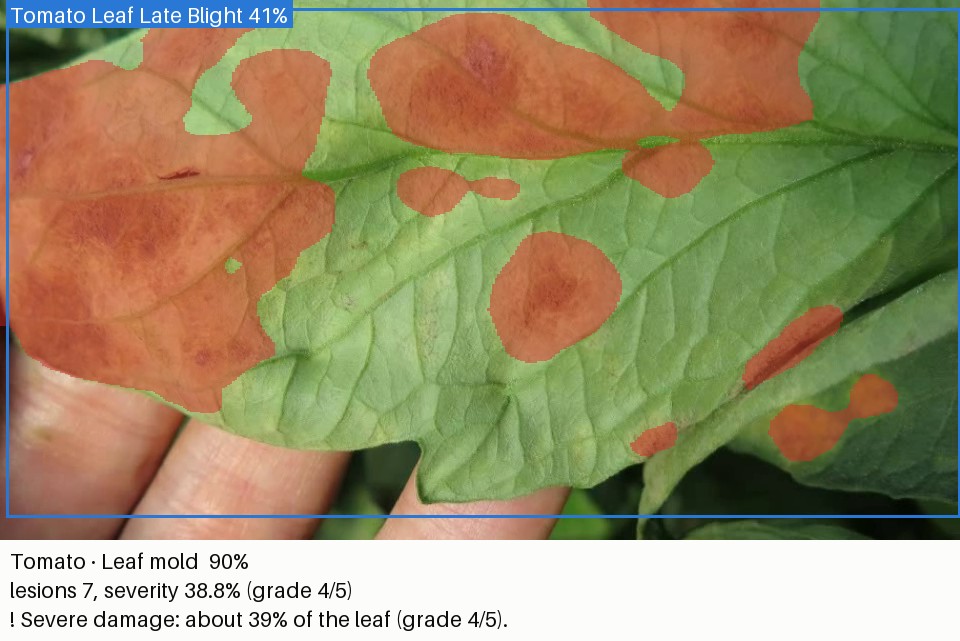 Tomato Leaf Late Blight 41%
Tomato · Leaf mold 90%
lesions 7, severity 38.8% (grade 4/5)
! Severe damage: about 39% of the leaf (grade 4/5).